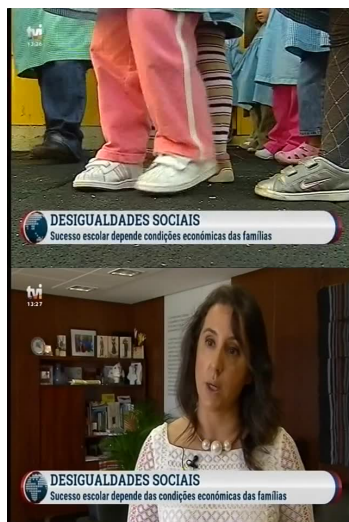 tvi
13:26
DESIGUALDADES SOCIAIS
Sucesso escolar depende condições económicas das famílias
tvi
13:27
DESIGUALDADES SOCIAIS
Sucesso escolar depende das condições económicas das famílias